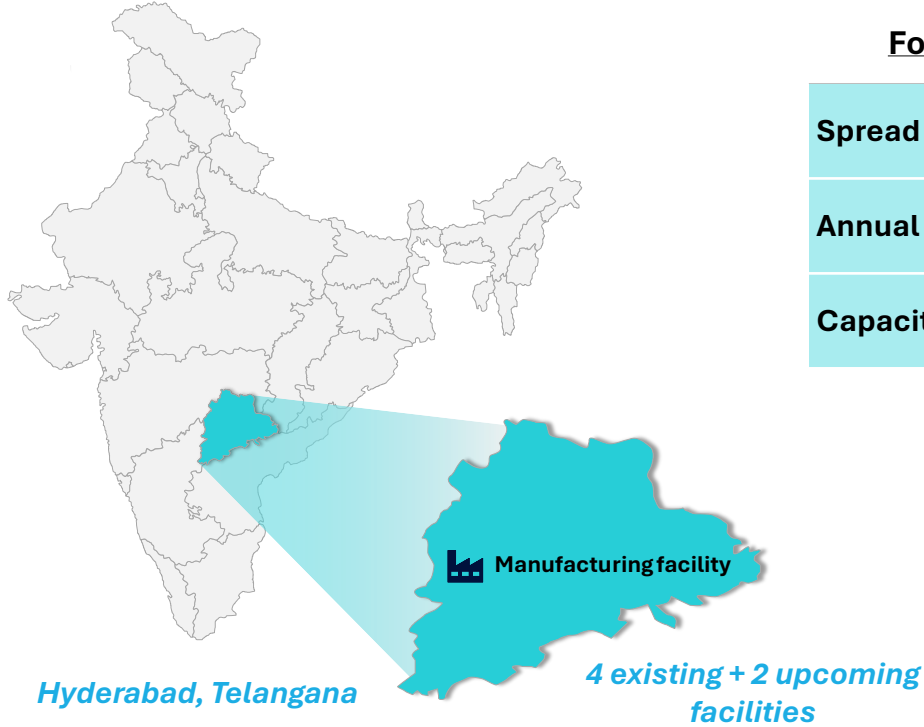 Fo
Spread
Annual
Capacit
Manufacturing facility
Hyderabad, Telangana
4 existing + 2 upcoming
facilities